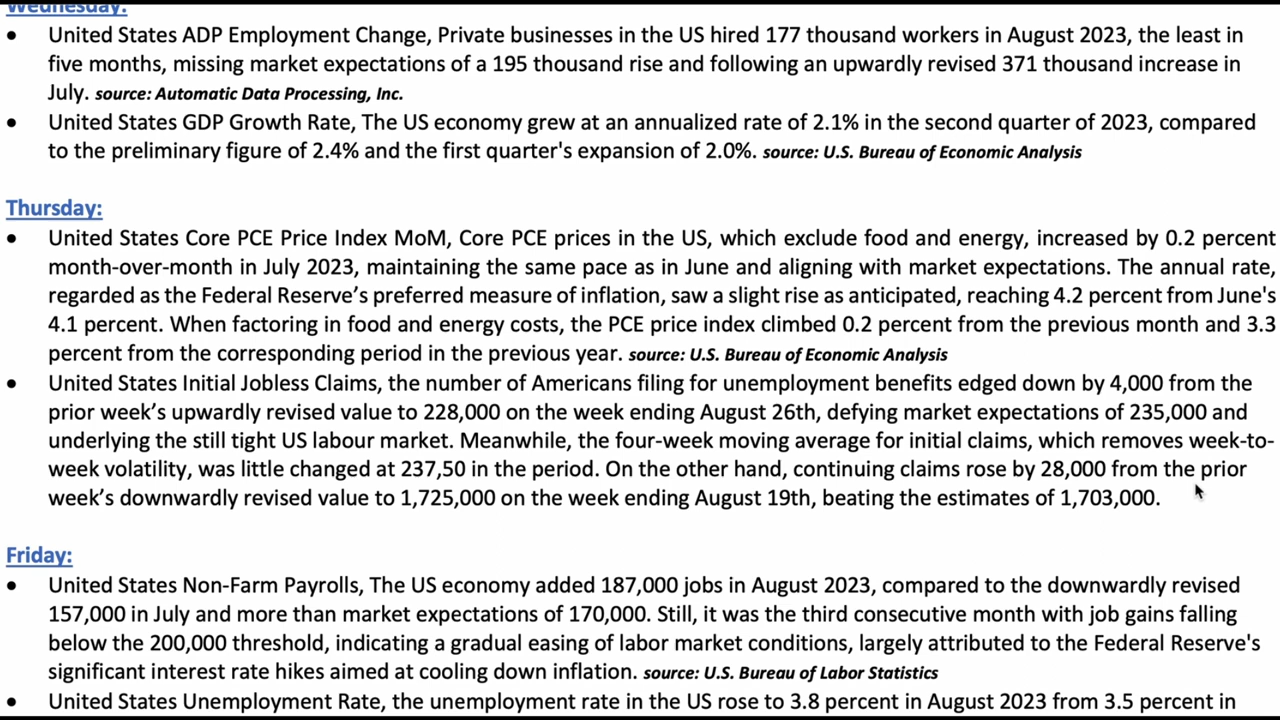 Wednesday:
• United States ADP Employment Change, Private businesses in the US hired 177 thousand workers in August 2023, the least in
five months, missing market expectations of a 195 thousand rise and following an upwardly revised 371 thousand increase in
July. source: Automatic Data Processing, Inc.
• United States GDP Growth Rate, The US economy grew at an annualized rate of 2.1% in the second quarter of 2023, compared
to the preliminary figure of 2.4% and the first quarter's expansion of 2.0%. source: U.S. Bureau of Economic Analysis
Thursday:
• United States Core PCE Price Index MoM, Core PCE prices in the US, which exclude food and energy, increased by 0.2 percent
month-over-month in July 2023, maintaining the same pace as in June and aligning with market expectations. The annual rate,
regarded as the Federal Reserve’s preferred measure of inflation, saw a slight rise as anticipated, reaching 4.2 percent from June's
4.1 percent. When factoring in food and energy costs, the PCE price index climbed 0.2 percent from the previous month and 3.3
percent from the corresponding period in the previous year. source: U.S. Bureau of Economic Analysis
• United States Initial Jobless Claims, the number of Americans filing for unemployment benefits edged down by 4,000 from the
prior week’s upwardly revised value to 228,000 on the week ending August 26th, defying market expectations of 235,000 and
underlying the still tight US labour market. Meanwhile, the four-week moving average for initial claims, which removes week-to-
week volatility, was little changed at 237,50 in the period. On the other hand, continuing claims rose by 28,000 from the prior
week’s downwardly revised value to 1,725,000 on the week ending August 19th, beating the estimates of 1,703,000.
Friday:
• United States Non-Farm Payrolls, The US economy added 187,000 jobs in August 2023, compared to the downwardly revised
157,000 in July and more than market expectations of 170,000. Still, it was the third consecutive month with job gains falling
below the 200,000 threshold, indicating a gradual easing of labor market conditions, largely attributed to the Federal Reserve's
significant interest rate hikes aimed at cooling down inflation. source: U.S. Bureau of Labor Statistics
• United States Unemployment Rate, the unemployment rate in the US rose to 3.8 percent in August 2023 from 3.5 percent in